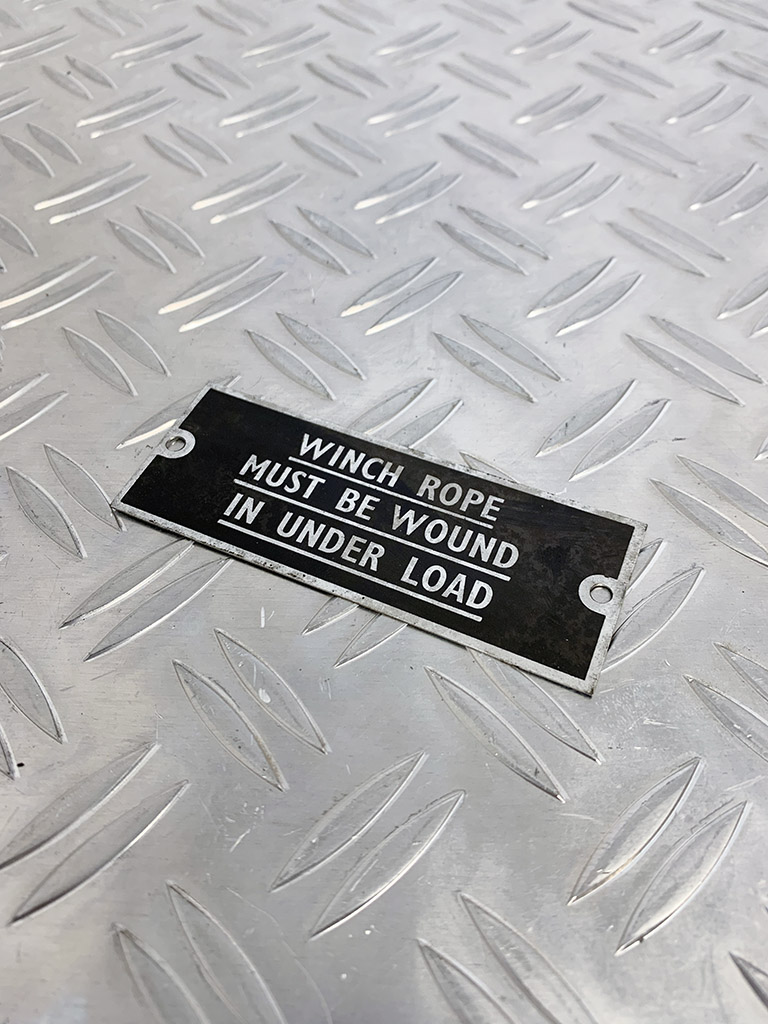 WINCH ROPE
MUST BE WOUND
IN UNDER LOAD